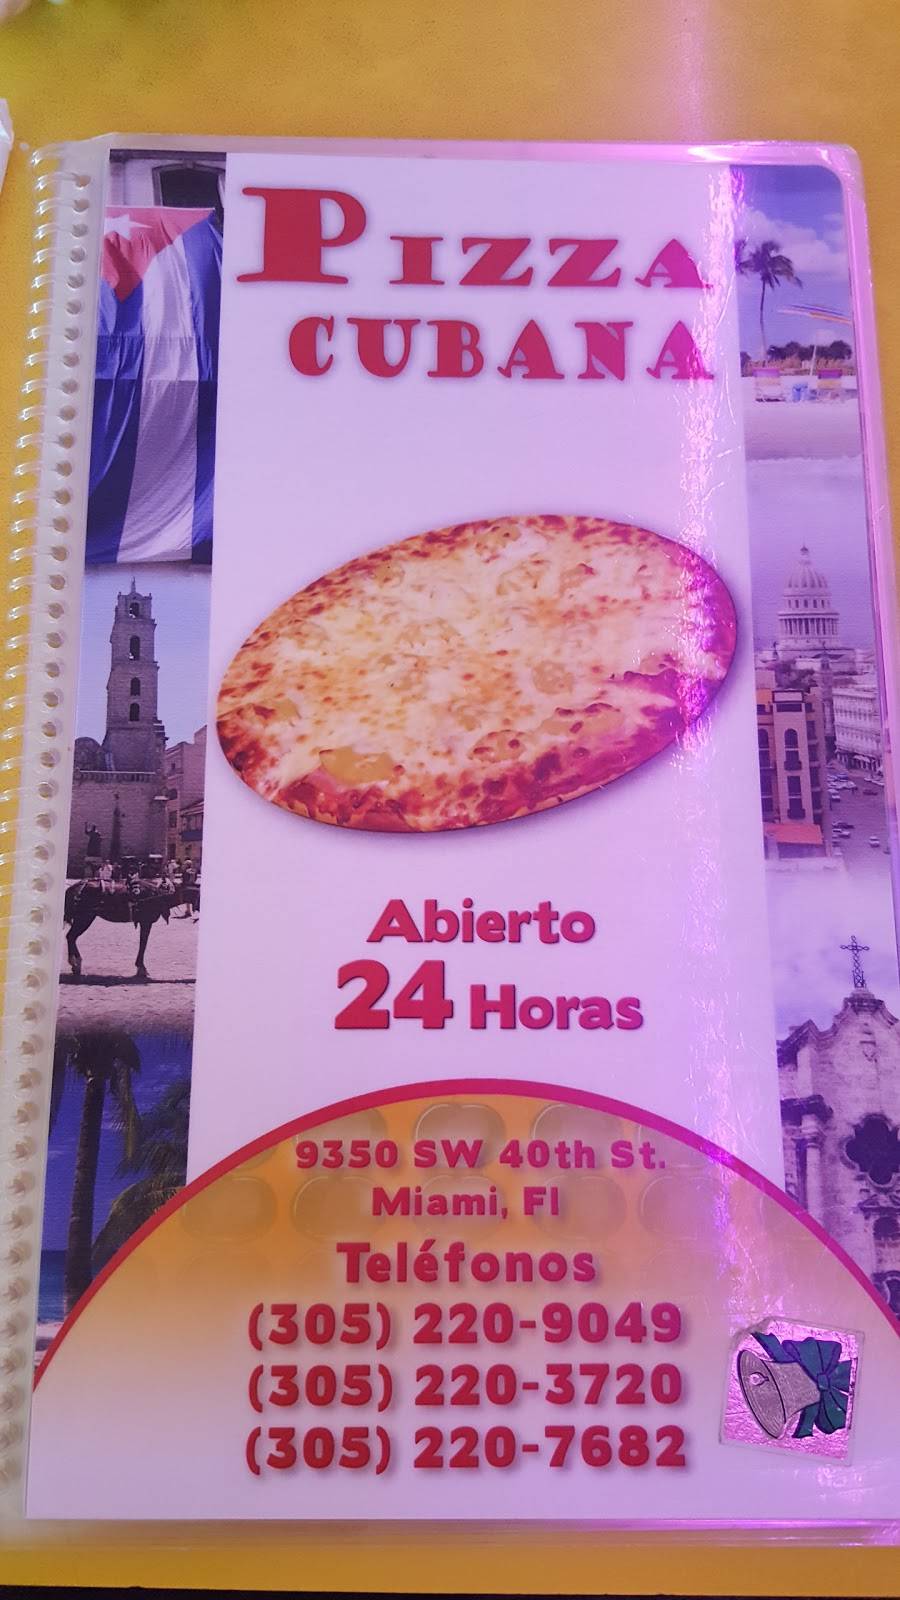 PIZZA
CUBANA
Abierto
24 Horas
9350 SW 40th St.
Miami, Fl
Teléfonos
(305) 220-9049
(305) 220-3720
(305) 220-7682